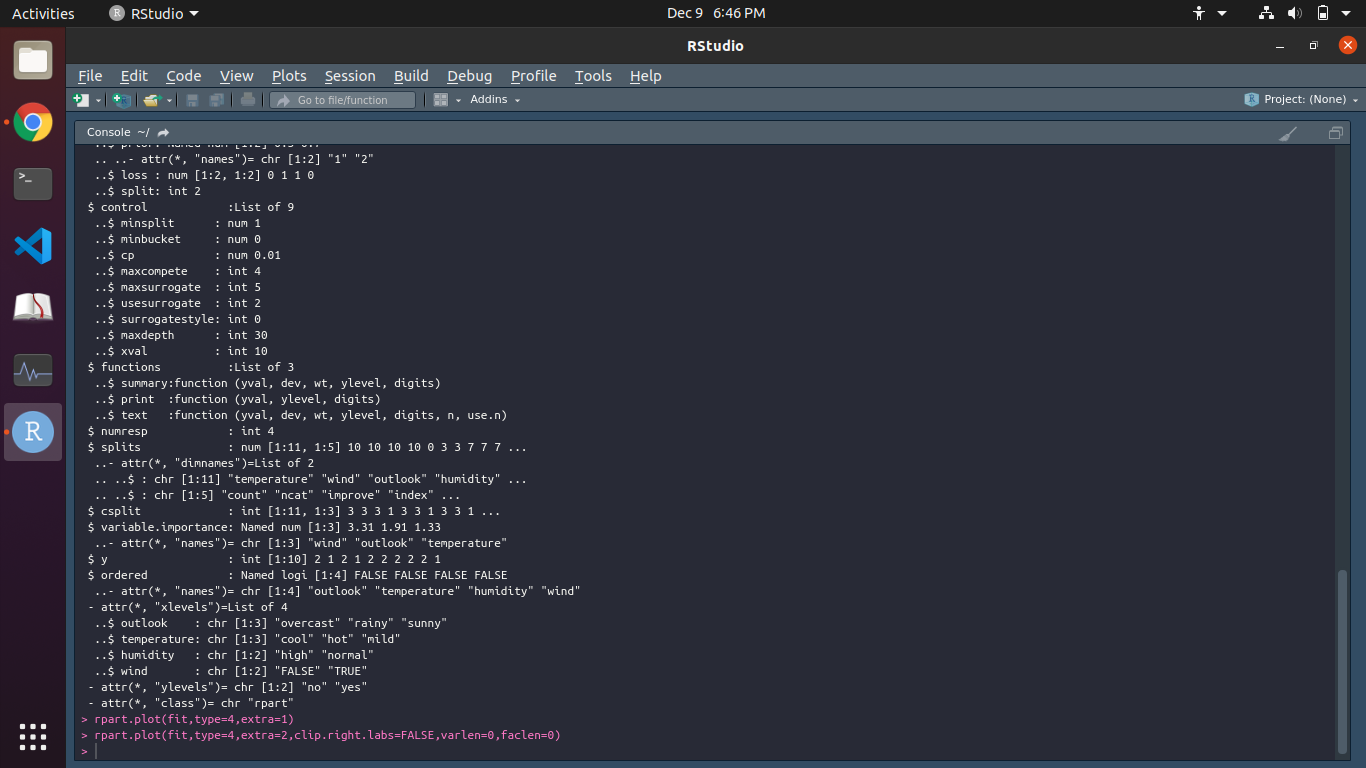 Activities RStudio Dec 9 6:46 PM
RStudio
File Edit Code View Plots Session Build Debug Profile Tools Help
Go to file/function Addins Project: (None)
Console ~/
.. ..- attr(*, "names")= chr [1:2] "1" "2"
..$ loss : num [1:2, 1:2] 0 1 1 0
..$ split: int 2
$ control :List of 9
..$ minsplit : num 1
..$ minbucket : num 0
..$ cp : num 0.01
..$ maxcompete : int 4
..$ maxsurrogate : int 5
..$ usesurrogate : int 2
..$ surrogatestyle: int 0
..$ maxdepth : int 30
..$ xval : int 10
$ functions :List of 3
..$ summary:function (yval, dev, wt, ylevel, digits)
..$ print :function (yval, ylevel, digits)
..$ text :function (yval, dev, wt, ylevel, digits, n, use.n)
$ numresp : int 4
$ splits : num [1:11, 1:5] 10 10 10 10 0 3 3 7 7 7 ...
..- attr(*, "dimnames")=List of 2
.. ..$ : chr [1:11] "temperature" "wind" "outlook" "humidity" ...
.. ..$ : chr [1:5] "count" "ncat" "improve" "index" ...
$ csplit : int [1:11, 1:3] 3 3 3 1 3 3 1 3 3 1 ...
$ variable.importance: Named num [1:3] 3.31 1.91 1.33
..- attr(*, "names")= chr [1:3] "wind" "outlook" "temperature"
$ y : int [1:10] 2 1 2 1 2 2 2 2 2 1
$ ordered : Named logi [1:4] FALSE FALSE FALSE FALSE
..- attr(*, "names")= chr [1:4] "outlook" "temperature" "humidity" "wind"
- attr(*, "xlevels")=List of 4
..$ outlook : chr [1:3] "overcast" "rainy" "sunny"
..$ temperature: chr [1:3] "cool" "hot" "mild"
..$ humidity : chr [1:2] "high" "normal"
..$ wind : chr [1:2] "FALSE" "TRUE"
- attr(*, "ylevels")= chr [1:2] "no" "yes"
- attr(*, "class")= chr "rpart"
> rpart.plot(fit,type=4,extra=1)
> rpart.plot(fit,type=4,extra=2,clip.right.labs=FALSE,varlen=0,faclen=0)
>